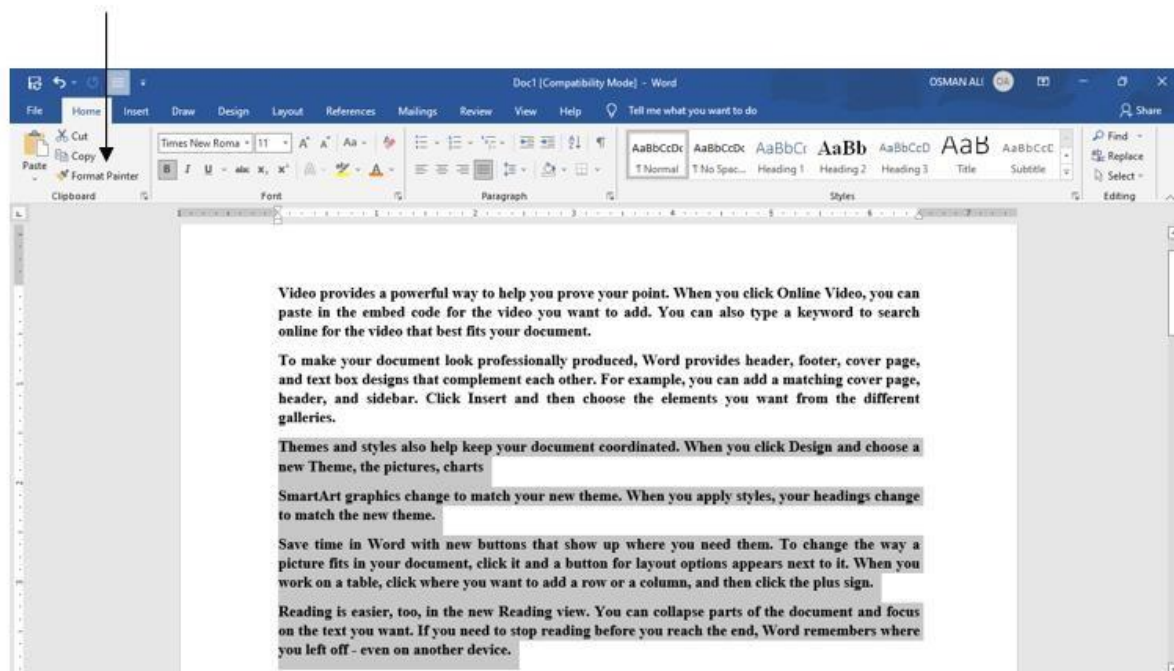 Doc1 [Compatibility Mode] - Word
OSMAN ALI
OA
File Home Insert Draw Design Layout References Mailings Review View Help Tell me what you want to do Share
Cut
Copy
Format Painter
Paste
Clipboard
Times New Roma 11
B I U abc x, x²
Font
Paragraph
AaBbCcDc AaBbCcDc AaBbCc AaBb AaBbCcD AaB AaBbCcC
¶ Normal ¶ No Spac... Heading 1 Heading 2 Heading 3 Title Subtitle
Styles
Find
Replace
Select
Editing
Video provides a powerful way to help you prove your point. When you click Online Video, you can
paste in the embed code for the video you want to add. You can also type a keyword to search
online for the video that best fits your document.
To make your document look professionally produced, Word provides header, footer, cover page,
and text box designs that complement each other. For example, you can add a matching cover page,
header, and sidebar. Click Insert and then choose the elements you want from the different
galleries.
Themes and styles also help keep your document coordinated. When you click Design and choose a
new Theme, the pictures, charts
SmartArt graphics change to match your new theme. When you apply styles, your headings change
to match the new theme.
Save time in Word with new buttons that show up where you need them. To change the way a
picture fits in your document, click it and a button for layout options appears next to it. When you
work on a table, click where you want to add a row or a column, and then click the plus sign.
Reading is easier, too, in the new Reading view. You can collapse parts of the document and focus
on the text you want. If you need to stop reading before you reach the end, Word remembers where
you left off - even on another device.